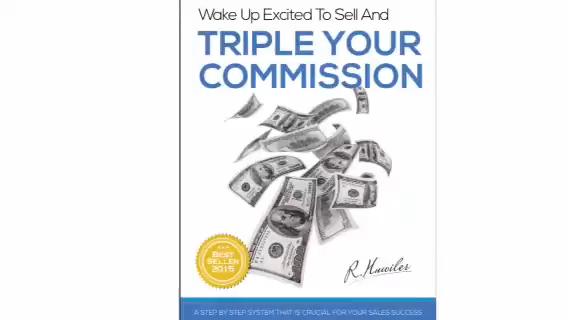 Wake Up Excited To Sell And
TRIPLE YOUR
COMMISSION
BEST
SELLER
2015
R. Huwiler
A STEP BY STEP SYSTEM THAT IS CRUCIAL FOR YOUR SALES SUCCESS